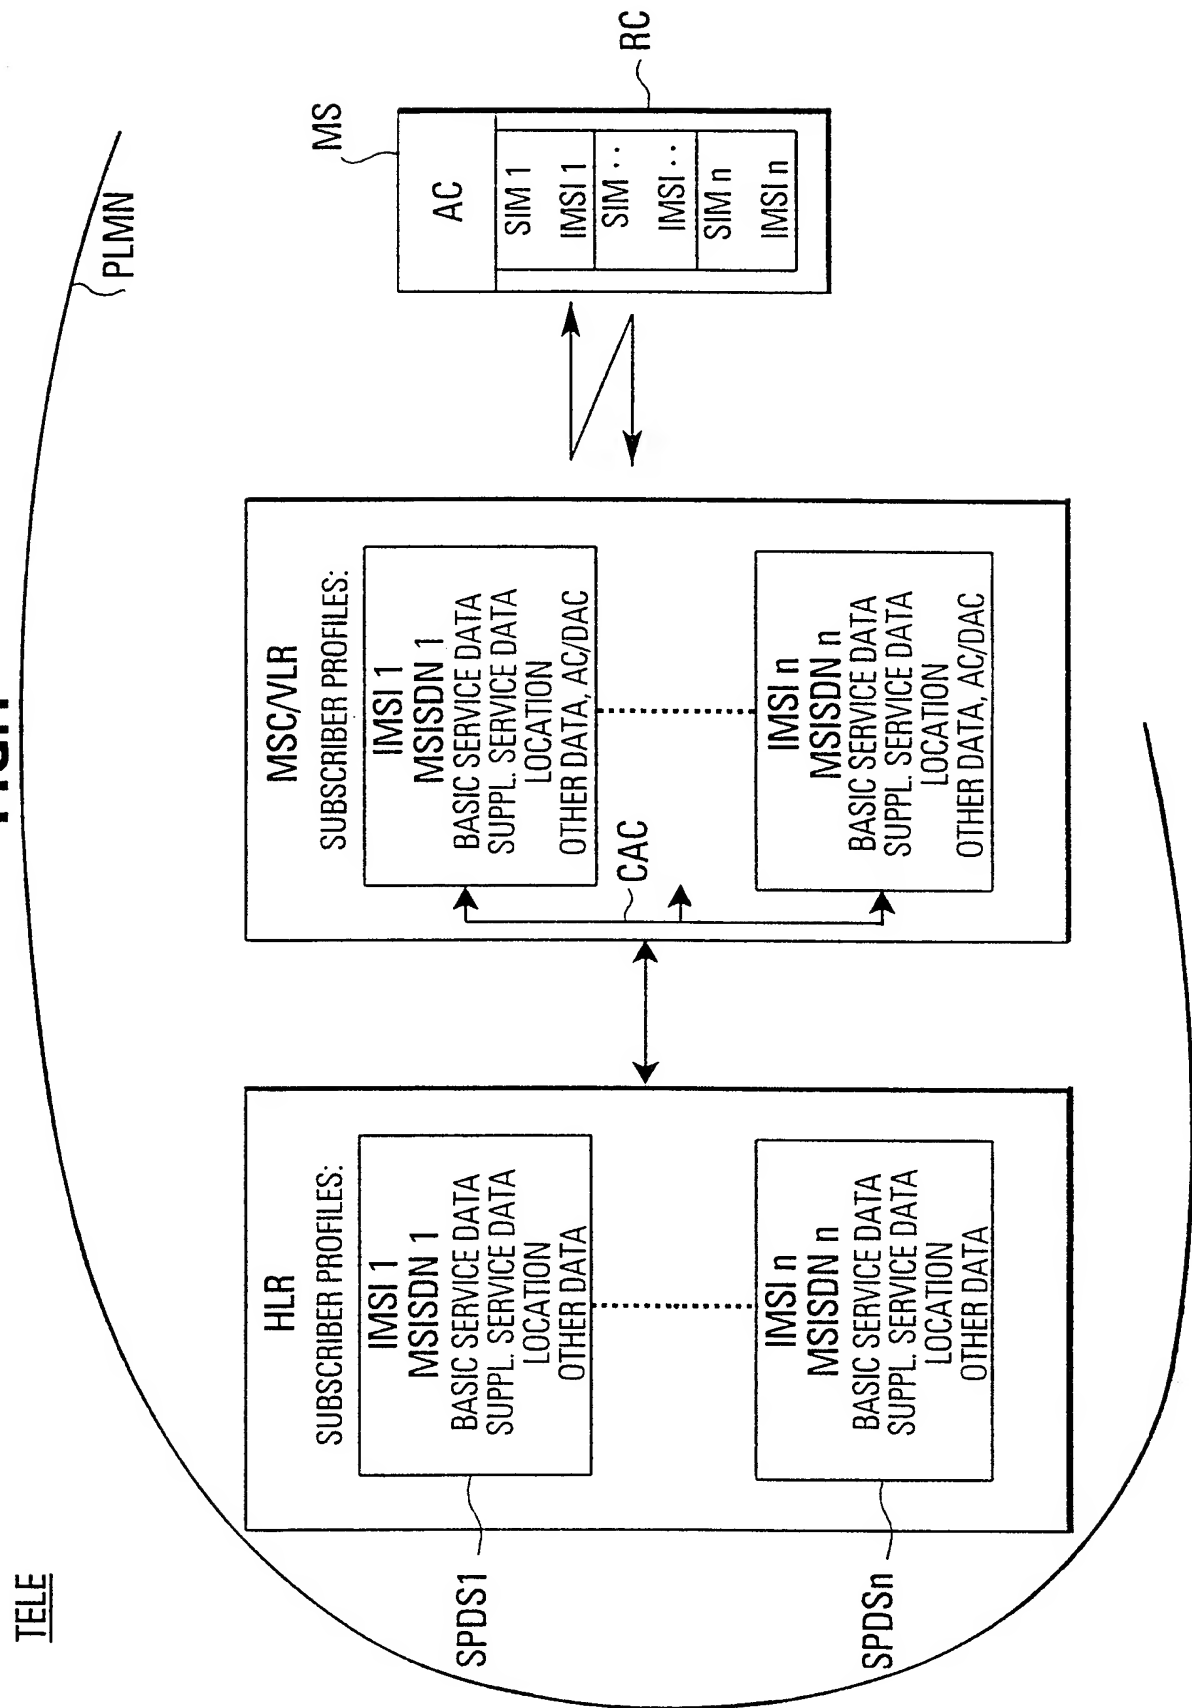 TELE
PLMN
HLR
SUBSCRIBER PROFILES:
IMSI 1
MSISDN 1
BASIC SERVICE DATA
SUPPL. SERVICE DATA
LOCATION
OTHER DATA
SPDS1
IMSI n
MSISDN n
BASIC SERVICE DATA
SUPPL. SERVICE DATA
LOCATION
OTHER DATA
SPDSn
MSC/VLR
SUBSCRIBER PROFILES:
IMSI 1
MSISDN 1
BASIC SERVICE DATA
SUPPL. SERVICE DATA
LOCATION
OTHER DATA, AC/DAC
CAC
IMSI n
MSISDN n
BASIC SERVICE DATA
SUPPL. SERVICE DATA
LOCATION
OTHER DATA, AC/DAC
MS
AC
SIM 1
IMSI 1
SIM ··
IMSI ··
SIM n
IMSI n
RC